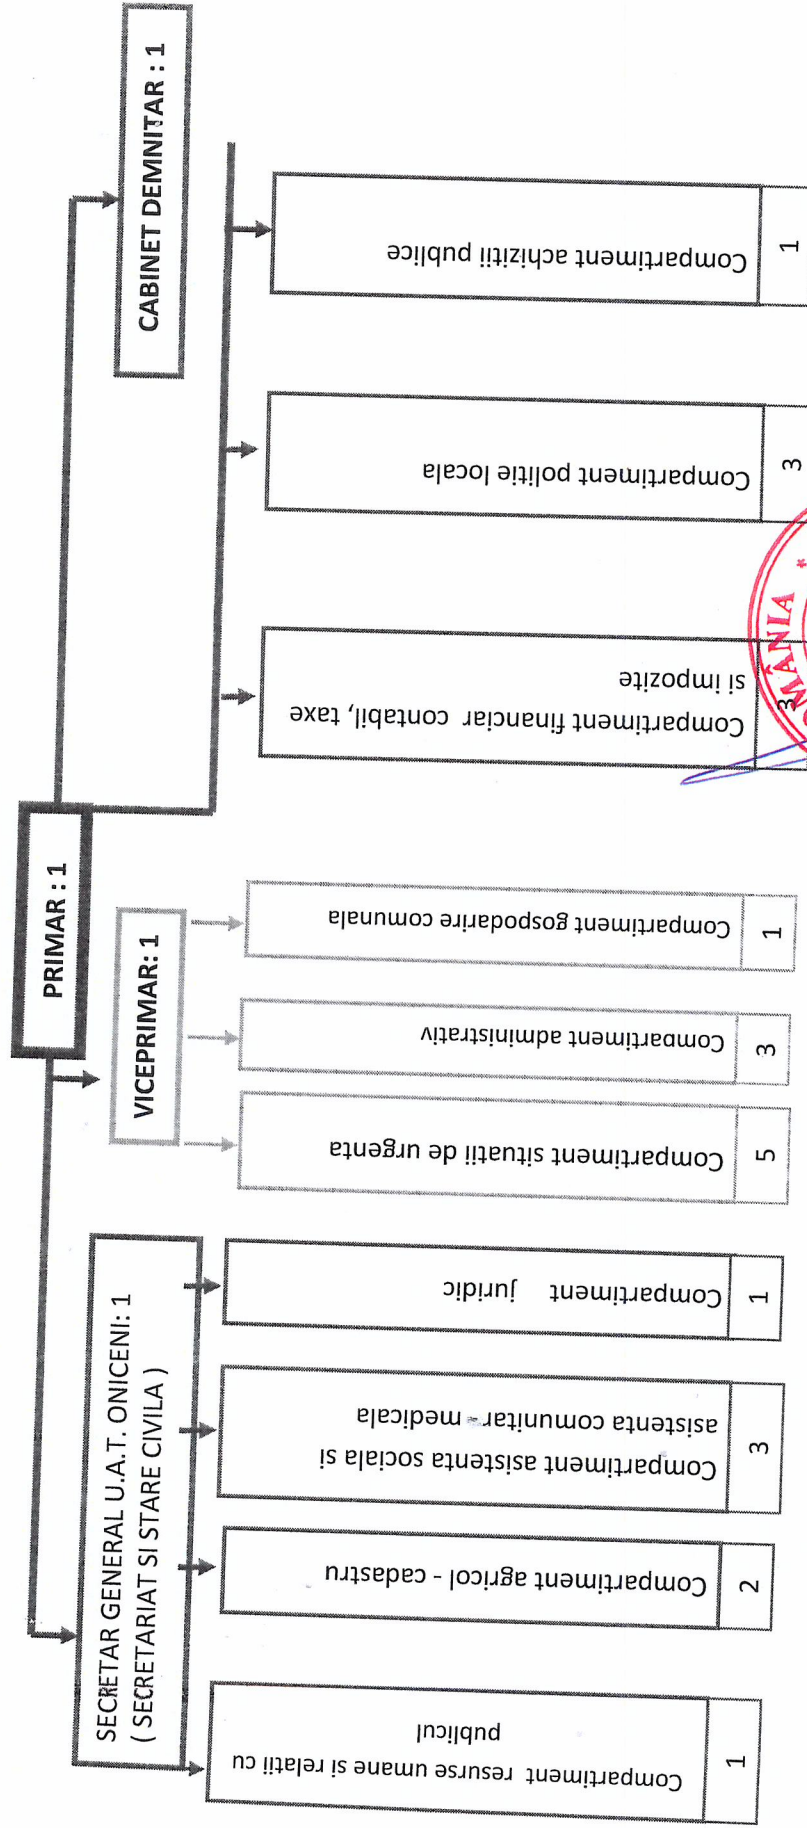 PRIMAR : 1
CABINET DEMNITAR : 1
VICEPRIMAR: 1
SECRETAR GENERAL U.A.T. ONICENI: 1
( SECRETARIAT SI STARE CIVILA )
Compartiment resurse umane si relatii cu
publicul
1
Compartiment agricol - cadastru
2
Compartiment asistenta sociala si
asistenta comunitar - medicala
3
Compartiment juridic
1
Compartiment situatii de urgenta
5
Compartiment administrativ
3
Compartiment gospodarire comunala
1
Compartiment financiar contabil, taxe
si impozite
3
Compartiment politie locala
3
Compartiment achizitii publice
1